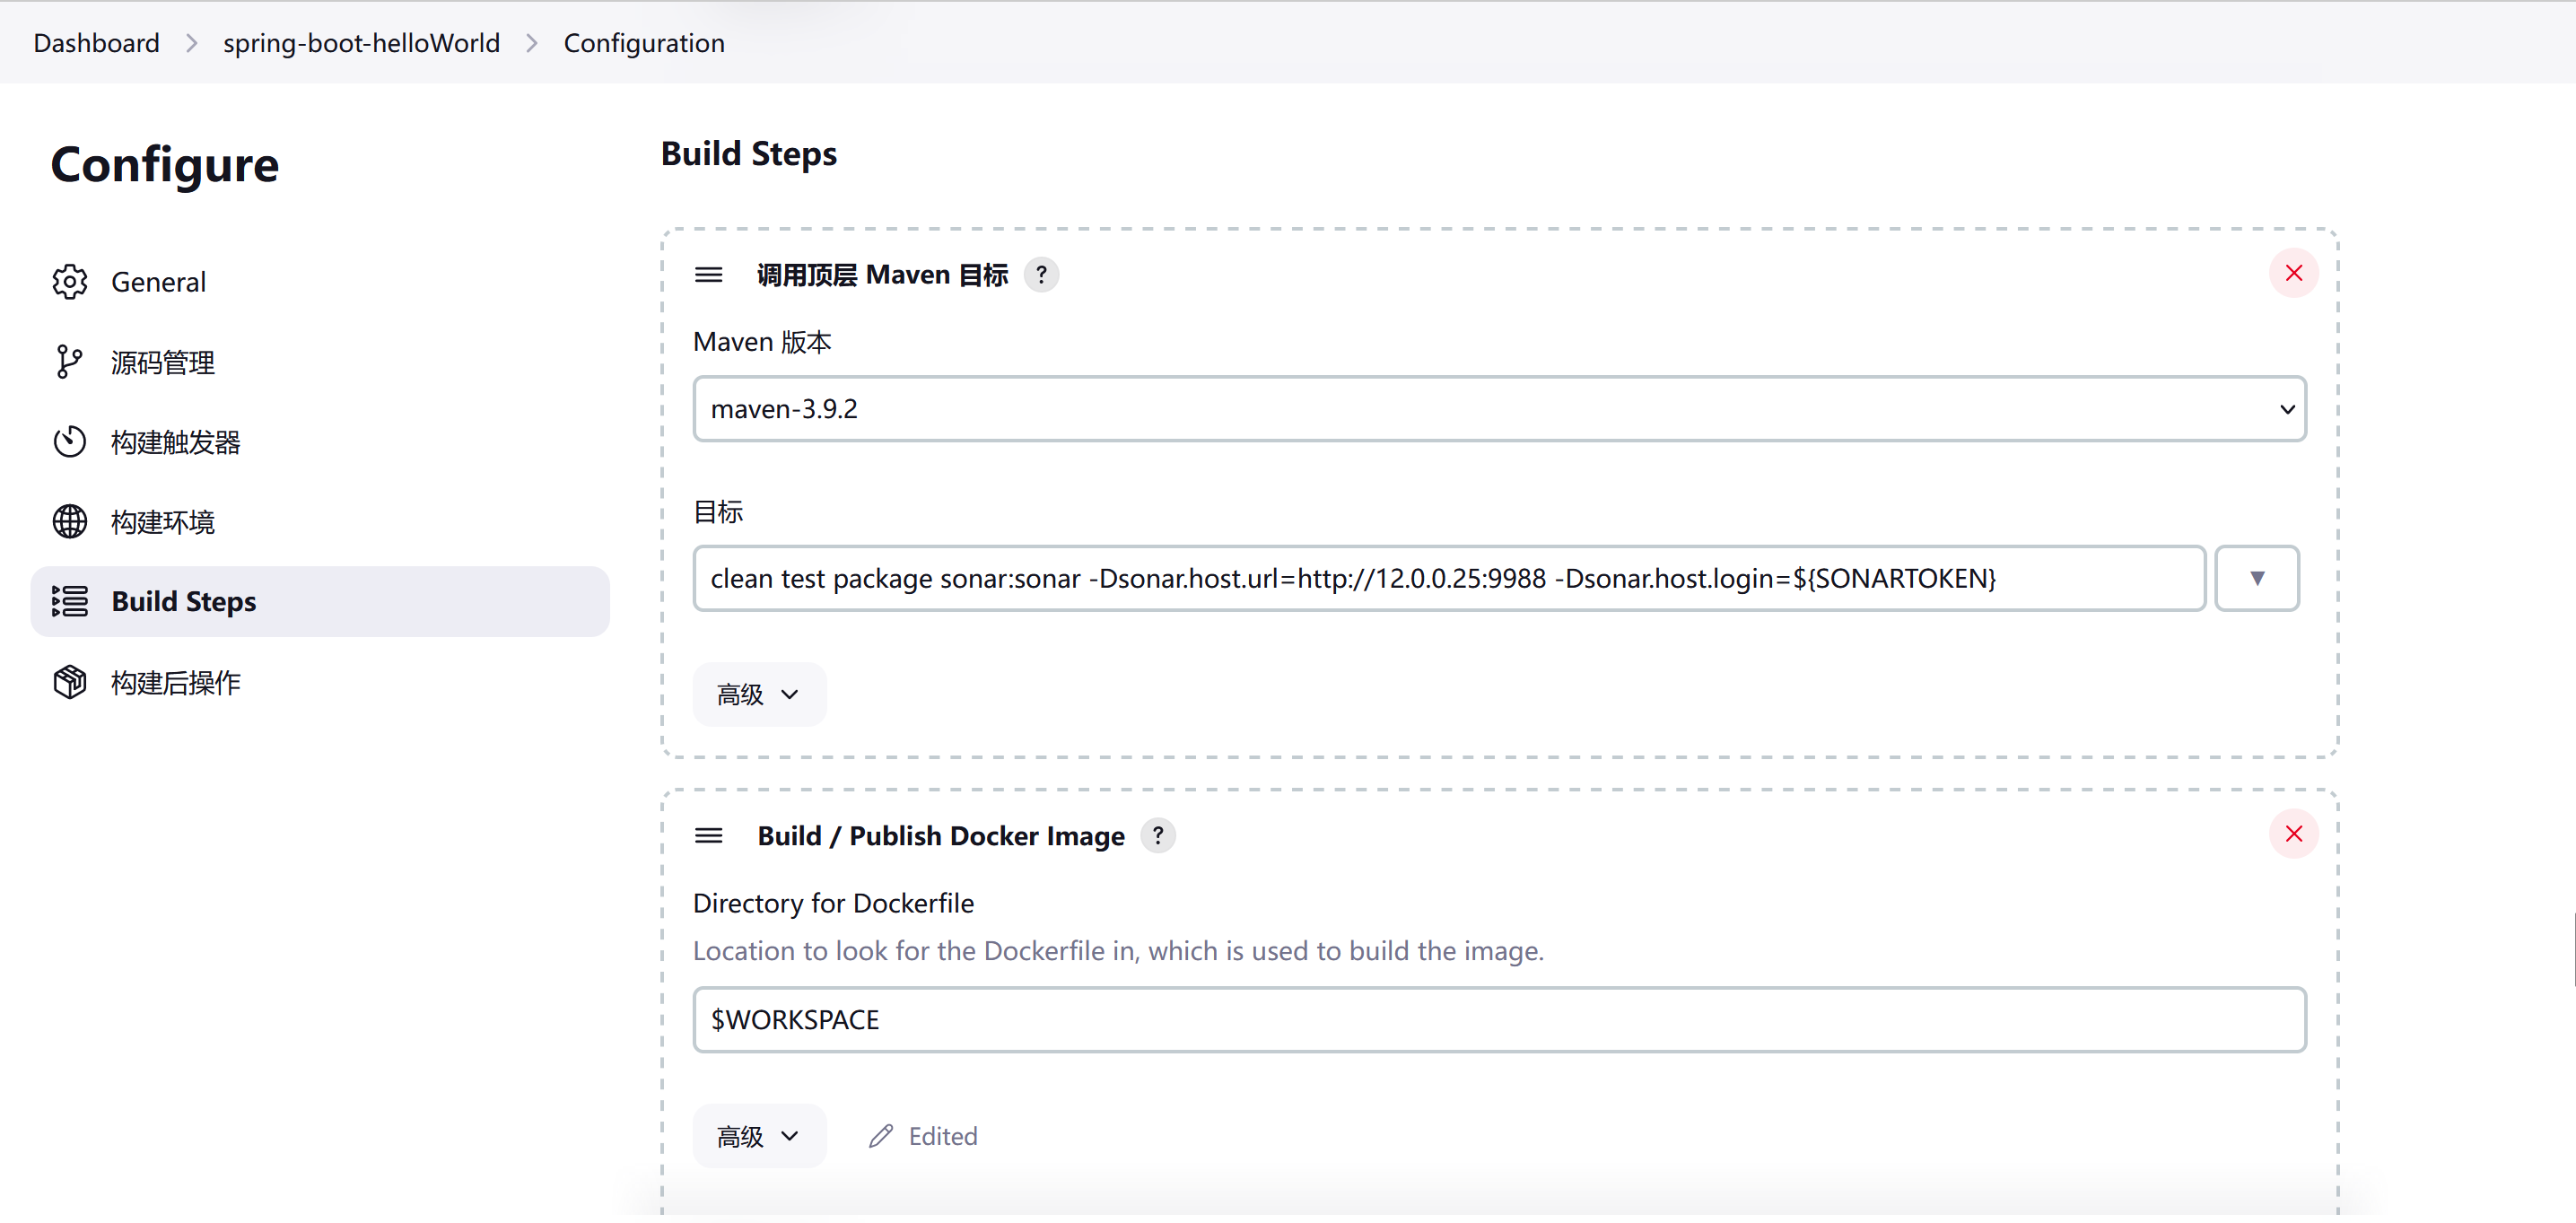 Dashboard > spring-boot-helloWorld > Configuration
Configure
General
源码管理
构建触发器
构建环境
Build Steps
构建后操作
Build Steps
调用顶层 Maven 目标 ?
Maven 版本
maven-3.9.2
目标
clean test package sonar:sonar -Dsonar.host.url=http://12.0.0.25:9988 -Dsonar.host.login=${SONARTOKEN}
高级
Build / Publish Docker Image ?
Directory for Dockerfile
Location to look for the Dockerfile in, which is used to build the image.
$WORKSPACE
高级 Edited